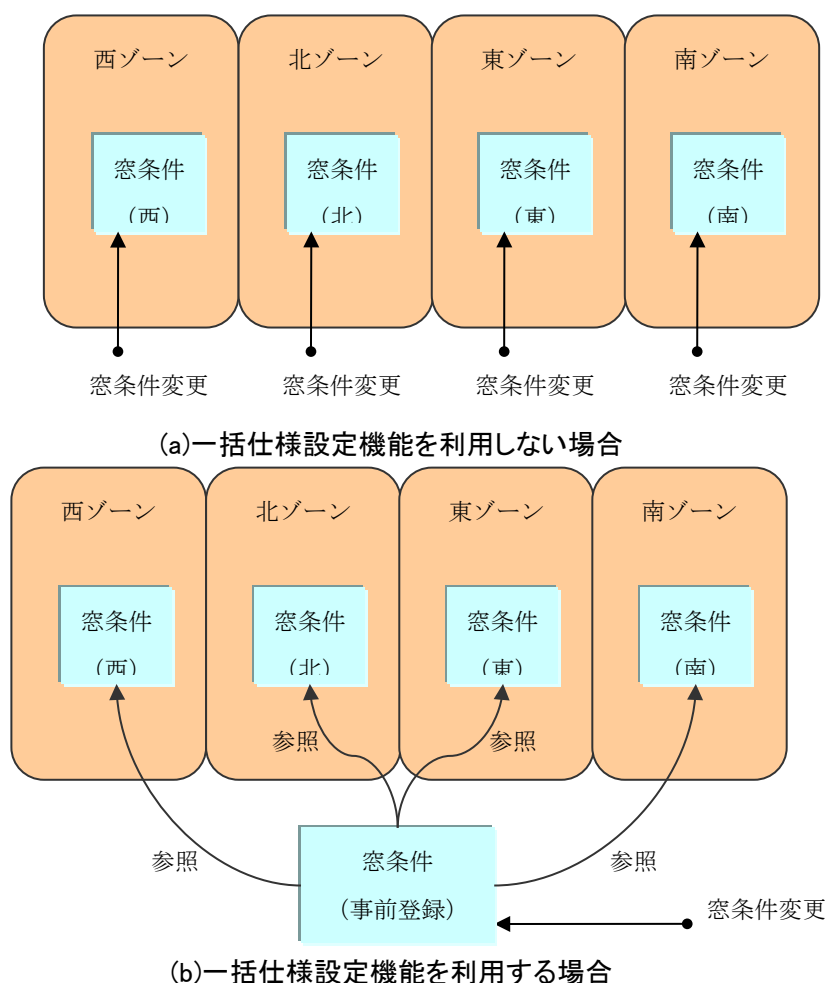 西ゾーン 北ゾーン 東ゾーン 南ゾーン
窓条件 窓条件 窓条件 窓条件
（西） （北） （東） （南）
窓条件変更 窓条件変更 窓条件変更 窓条件変更
(a)一括仕様設定機能を利用しない場合
西ゾーン 北ゾーン 東ゾーン 南ゾーン
窓条件 窓条件 窓条件 窓条件
（西） （北） （東） （南）
参照 参照
参照 参照
窓条件
（事前登録）
窓条件変更
(b)一括仕様設定機能を利用する場合